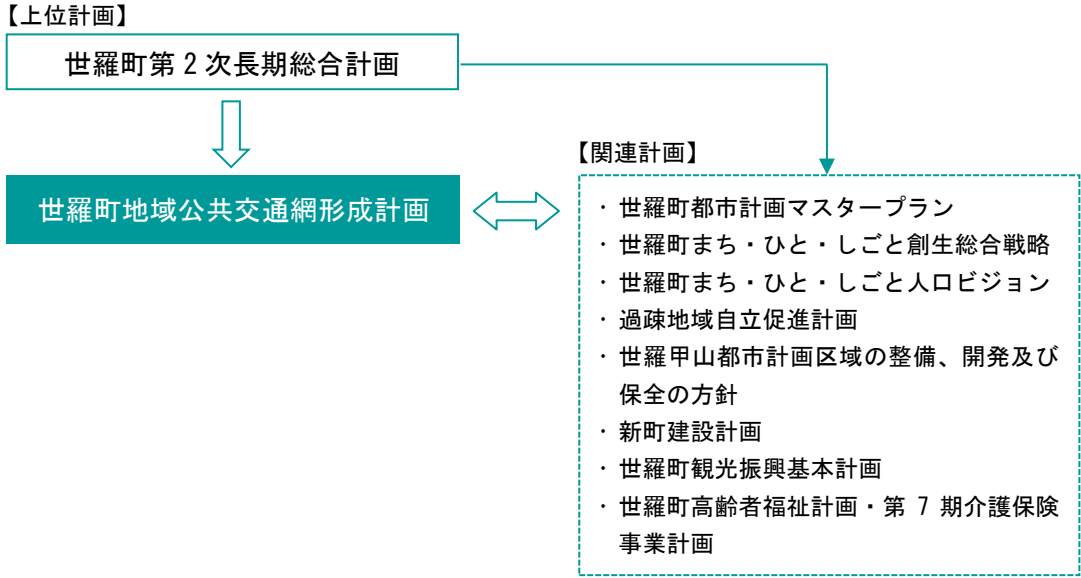 【上位計画】
世羅町第２次長期総合計画
【関連計画】
世羅町地域公共交通網形成計画
・世羅町都市計画マスタープラン
・世羅町まち・ひと・しごと創生総合戦略
・世羅町まち・ひと・しごと人口ビジョン
・過疎地域自立促進計画
・世羅甲山都市計画区域の整備、開発及び
保全の方針
・新町建設計画
・世羅町観光振興基本計画
・世羅町高齢者福祉計画・第 7 期介護保険
事業計画